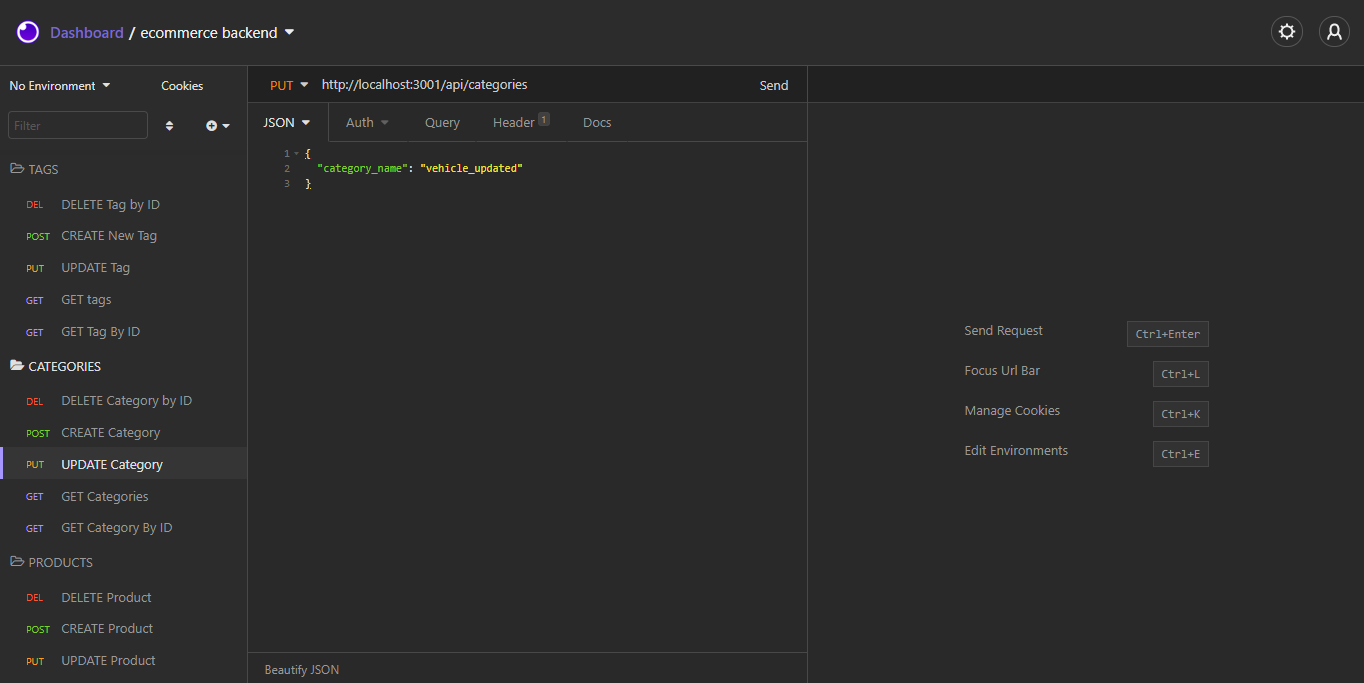 Dashboard / ecommerce backend
No Environment
Cookies
Filter
TAGS
DEL DELETE Tag by ID
POST CREATE New Tag
PUT UPDATE Tag
GET GET tags
GET GET Tag By ID
CATEGORIES
DEL DELETE Category by ID
POST CREATE Category
PUT UPDATE Category
GET GET Categories
GET GET Category By ID
PRODUCTS
DEL DELETE Product
POST CREATE Product
PUT UPDATE Product
PUT http://localhost:3001/api/categories Send
JSON Auth Query Header 1 Docs
1 {
2 "category_name": "vehicle_updated"
3 }
Beautify JSON
Send Request Ctrl+Enter
Focus Url Bar Ctrl+L
Manage Cookies Ctrl+K
Edit Environments Ctrl+E